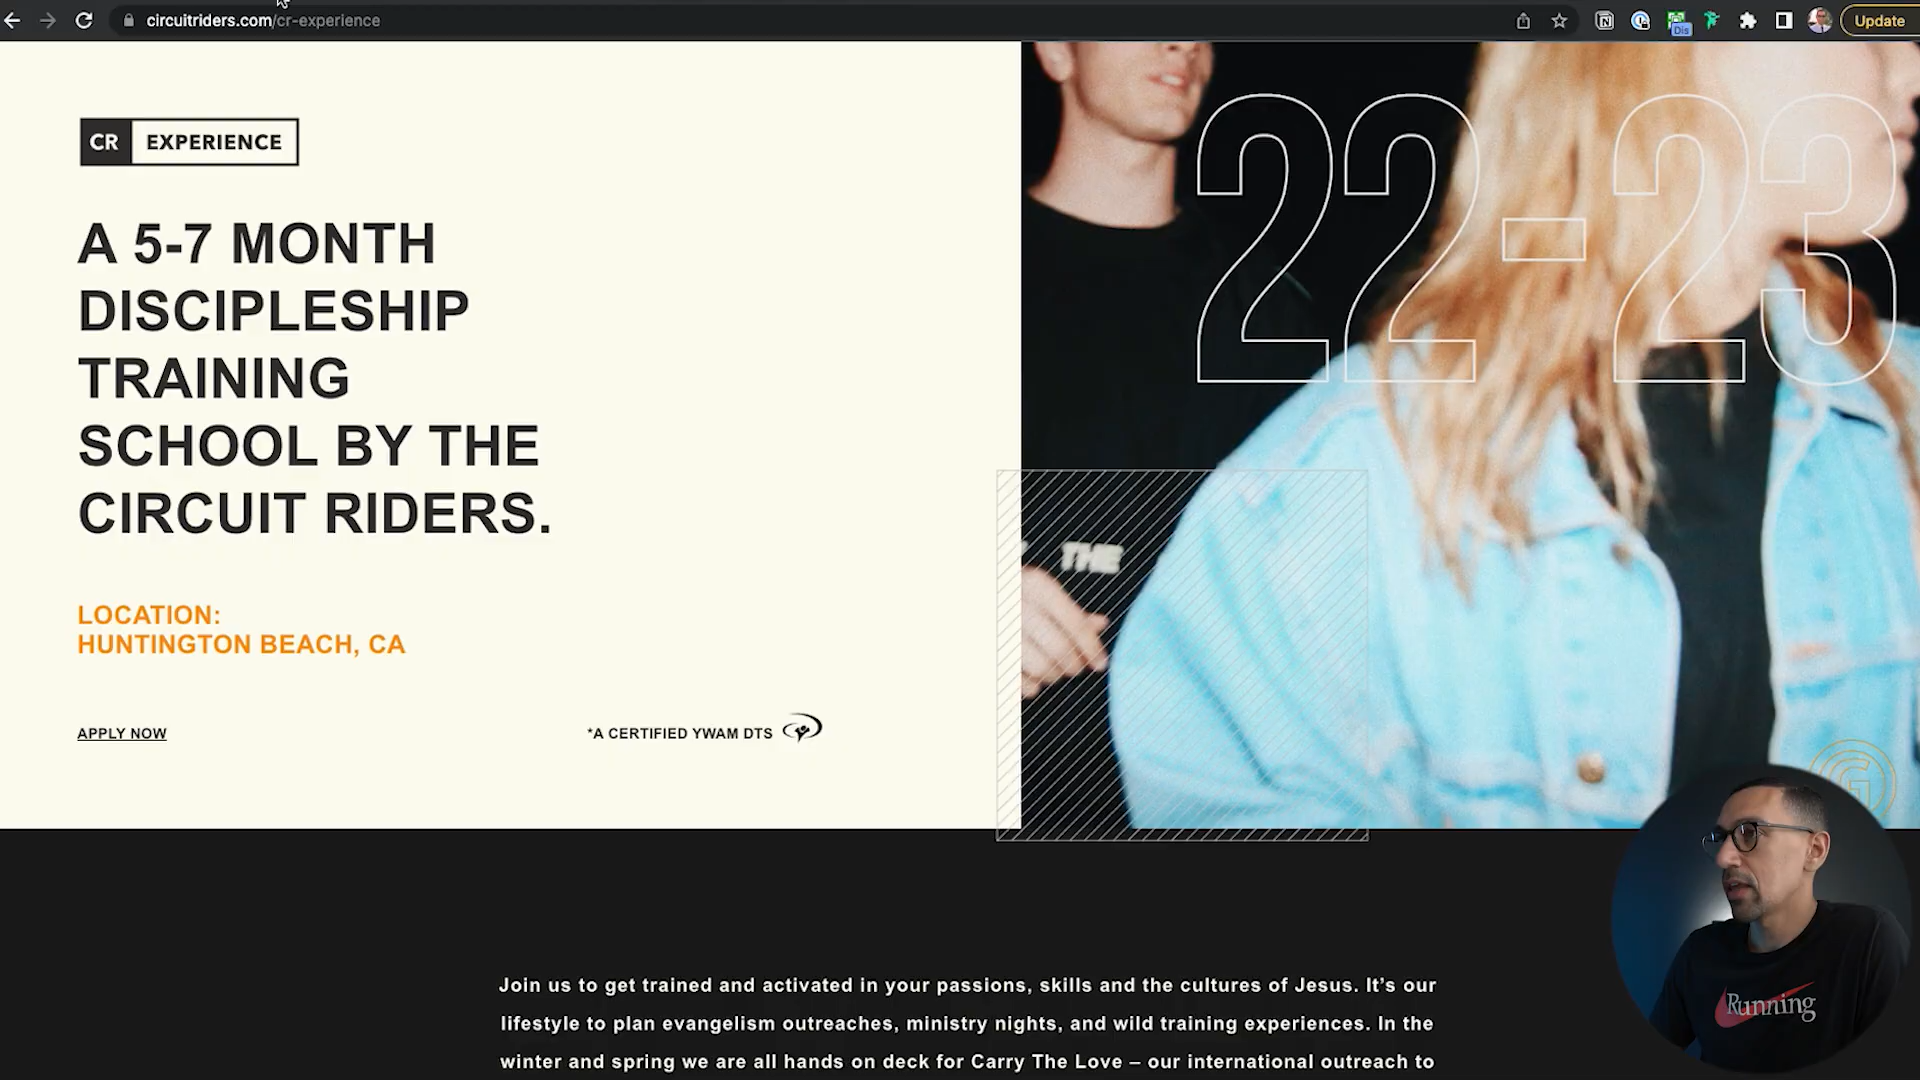 circuitriders.com/cr-experience
Dis
Update
CR EXPERIENCE
22-23
A 5-7 MONTH
DISCIPLESHIP
TRAINING
SCHOOL BY THE
CIRCUIT RIDERS.
THE
LOCATION:
HUNTINGTON BEACH, CA
APPLY NOW
*A CERTIFIED YWAM DTS
G
Running
Join us to get trained and activated in your passions, skills and the cultures of Jesus. It’s our
lifestyle to plan evangelism outreaches, ministry nights, and wild training experiences. In the
winter and spring we are all hands on deck for Carry The Love – our international outreach to